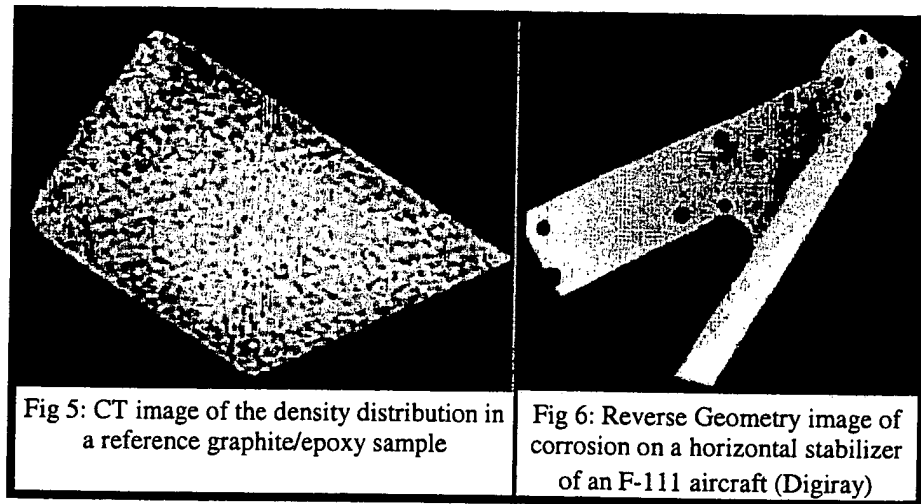 Fig 5: CT image of the density distribution in
a reference graphite/epoxy sample
Fig 6: Reverse Geometry image of
corrosion on a horizontal stabilizer
of an F-111 aircraft (Digiray)